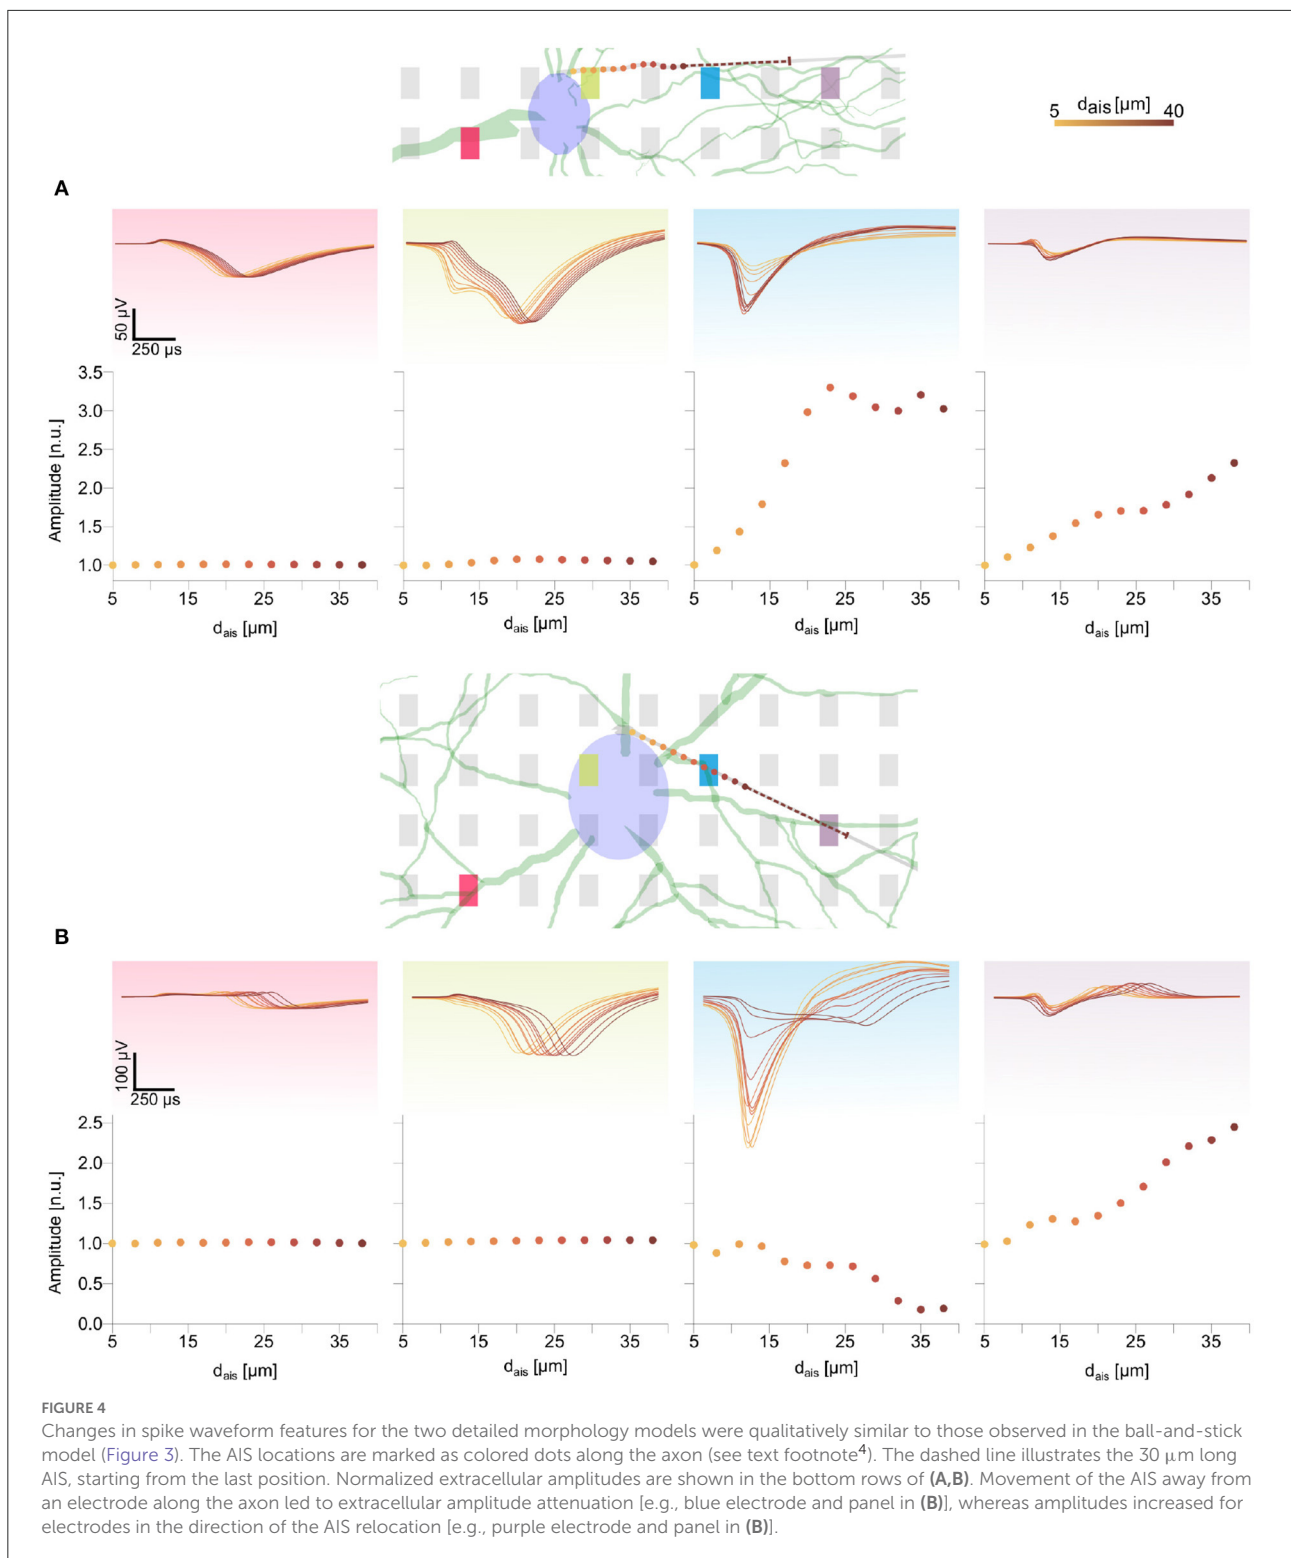 d_ais [µm]
5 40
A
50 µV
250 µs
3.5
3.0
2.5
2.0
1.5
1.0
Amplitude [n.u.]
5 15 25 35 5 15 25 35 5 15 25 35 5 15 25 35
d_ais [µm] d_ais [µm] d_ais [µm] d_ais [µm]
B
100 µV
250 µs
2.5
2.0
1.5
1.0
0.5
0.0
Amplitude [n.u.]
5 15 25 35 5 15 25 35 5 15 25 35 5 15 25 35
d_ais [µm] d_ais [µm] d_ais [µm] d_ais [µm]
FIGURE 4
Changes in spike waveform features for the two detailed morphology models were qualitatively similar to those observed in the ball-and-stick
model (Figure 3). The AIS locations are marked as colored dots along the axon (see text footnote⁴). The dashed line illustrates the 30 µm long
AIS, starting from the last position. Normalized extracellular amplitudes are shown in the bottom rows of (A,B). Movement of the AIS away from
an electrode along the axon led to extracellular amplitude attenuation [e.g., blue electrode and panel in (B)], whereas amplitudes increased for
electrodes in the direction of the AIS relocation [e.g., purple electrode and panel in (B)].